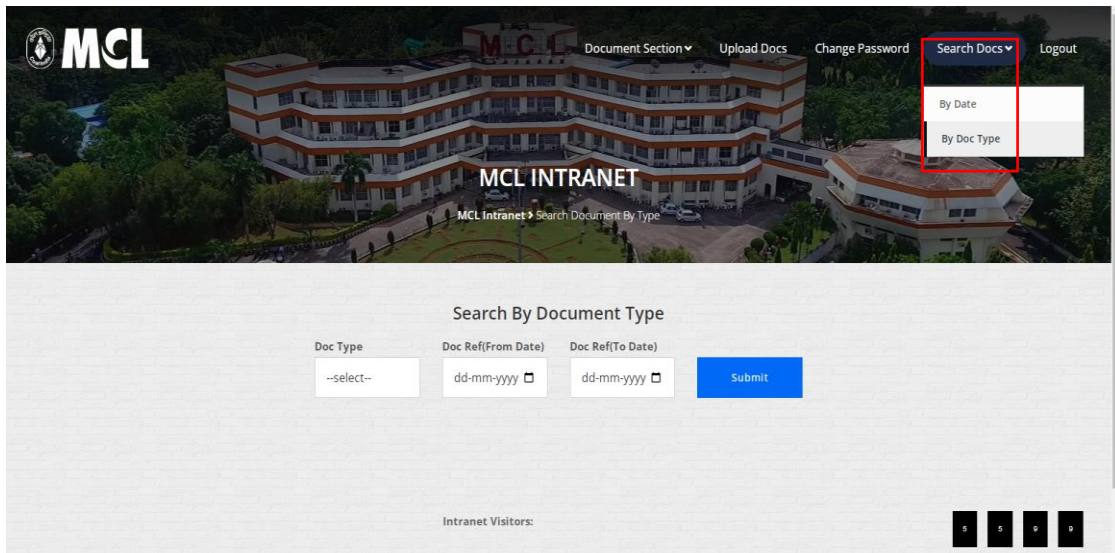 MCL
Document Section Upload Docs Change Password Search Docs Logout
M C L
By Date
By Doc Type
MCL INTRANET
MCL Intranet > Search Document By Type
Search By Document Type
Doc Type Doc Ref(From Date) Doc Ref(To Date)
--select-- dd-mm-yyyy dd-mm-yyyy Submit
Intranet Visitors:
5 5 9 9